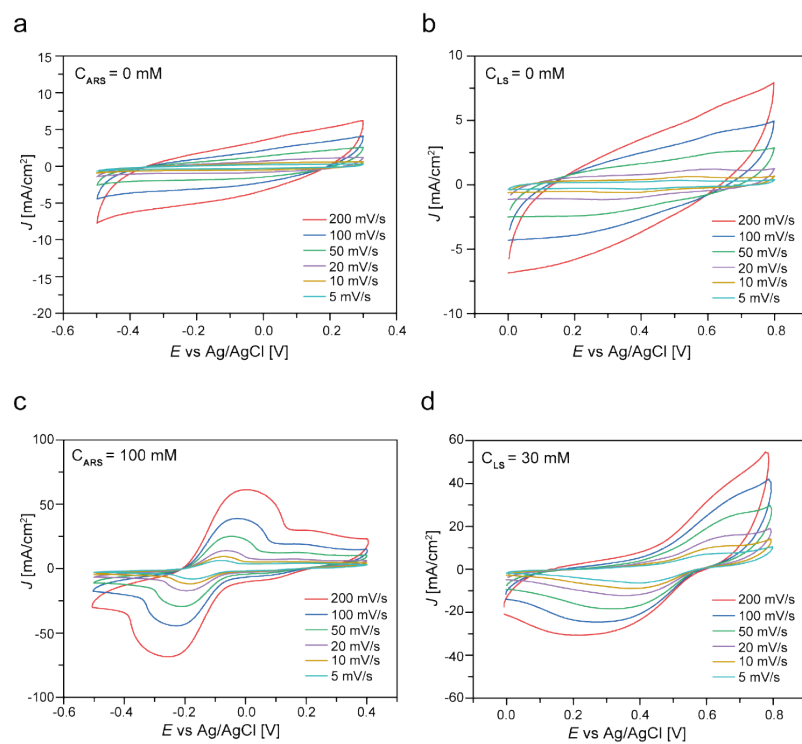 a
C_ARS = 0 mM
15
10
5
0
-5
-10
-15
-20
J [mA/cm²]
200 mV/s
100 mV/s
50 mV/s
20 mV/s
10 mV/s
5 mV/s
-0.6 -0.4 -0.2 0.0 0.2 0.4
E vs Ag/AgCl [V]
b
C_LS = 0 mM
10
5
0
-5
-10
J [mA/cm²]
200 mV/s
100 mV/s
50 mV/s
20 mV/s
10 mV/s
5 mV/s
0.0 0.2 0.4 0.6 0.8
E vs Ag/AgCl [V]
c
C_ARS = 100 mM
100
50
0
-50
-100
J [mA/cm²]
200 mV/s
100 mV/s
50 mV/s
20 mV/s
10 mV/s
5 mV/s
-0.6 -0.4 -0.2 0.0 0.2 0.4
E vs Ag/AgCl [V]
d
C_LS = 30 mM
60
40
20
0
-20
-40
-60
J [mA/cm²]
200 mV/s
100 mV/s
50 mV/s
20 mV/s
10 mV/s
5 mV/s
0.0 0.2 0.4 0.6 0.8
E vs Ag/AgCl [V]